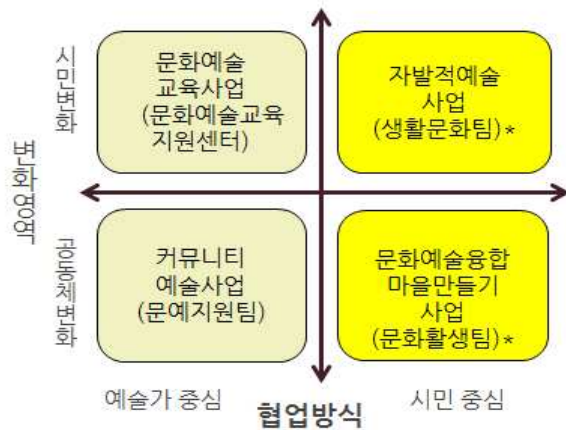 시민변화
문화예술
교육사업
(문화예술교육
지원센터)
자발적예술
사업
(생활문화팀)*
변화영역
공동체변화
커뮤니티
예술사업
(문예지원팀)
문화예술융합
마을만들기
사업
(문화활생팀)*
예술가 중심
협업방식
시민 중심